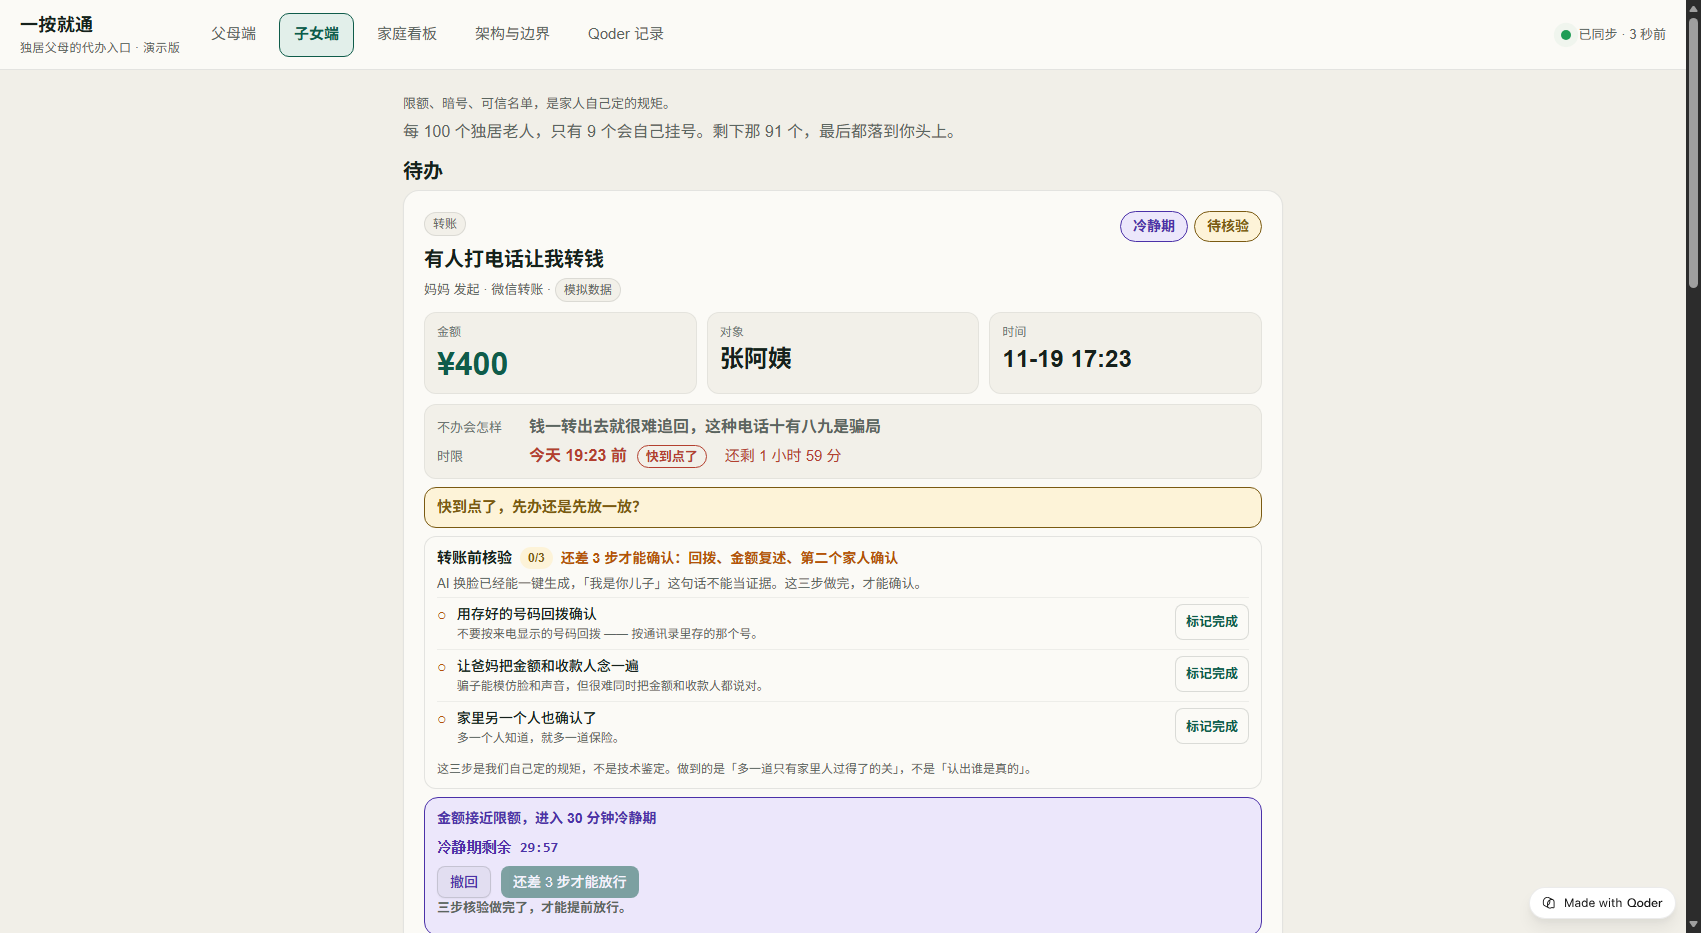 一按就通
独居父母的代办入口 · 演示版
父母端
子女端
家庭看板
架构与边界
Qoder 记录
已同步 · 3 秒前
限额、暗号、可信名单，是家人自己定的规矩。
每 100 个独居老人，只有 9 个会自己挂号。剩下那 91 个，最后都落到你头上。
待办
转账
冷静期
待核验
有人打电话让我转钱
妈妈 发起 · 微信转账 · 模拟数据
金额
¥400
对象
张阿姨
时间
11-19 17:23
不办会怎样 钱一转出去就很难追回，这种电话十有八九是骗局
时限 今天 19:23 前 快到点了 还剩 1 小时 59 分
快到点了，先办还是先放一放？
转账前核验 0/3 还差 3 步才能确认：回拨、金额复述、第二个家人确认
AI 换脸已经能一键生成，「我是你儿子」这句话不能当证据。这三步做完，才能确认。
用存好的号码回拨确认
不要按来电显示的号码回拨 —— 按通讯录里存的那个号。
标记完成
让爸妈把金额和收款人念一遍
骗子能模仿脸和声音，但很难同时把金额和收款人都说对。
标记完成
家里另一个人也确认了
多一个人知道，就多一道保险。
标记完成
这三步是我们自己定的规矩，不是技术鉴定。做到的是「多一道只有家里人过得了的关」，不是「认出谁是真的」。
金额接近限额，进入 30 分钟冷静期
冷静期剩余 29:57
撤回
还差 3 步才能放行
三步核验做完了，才能提前放行。
Made with Qoder